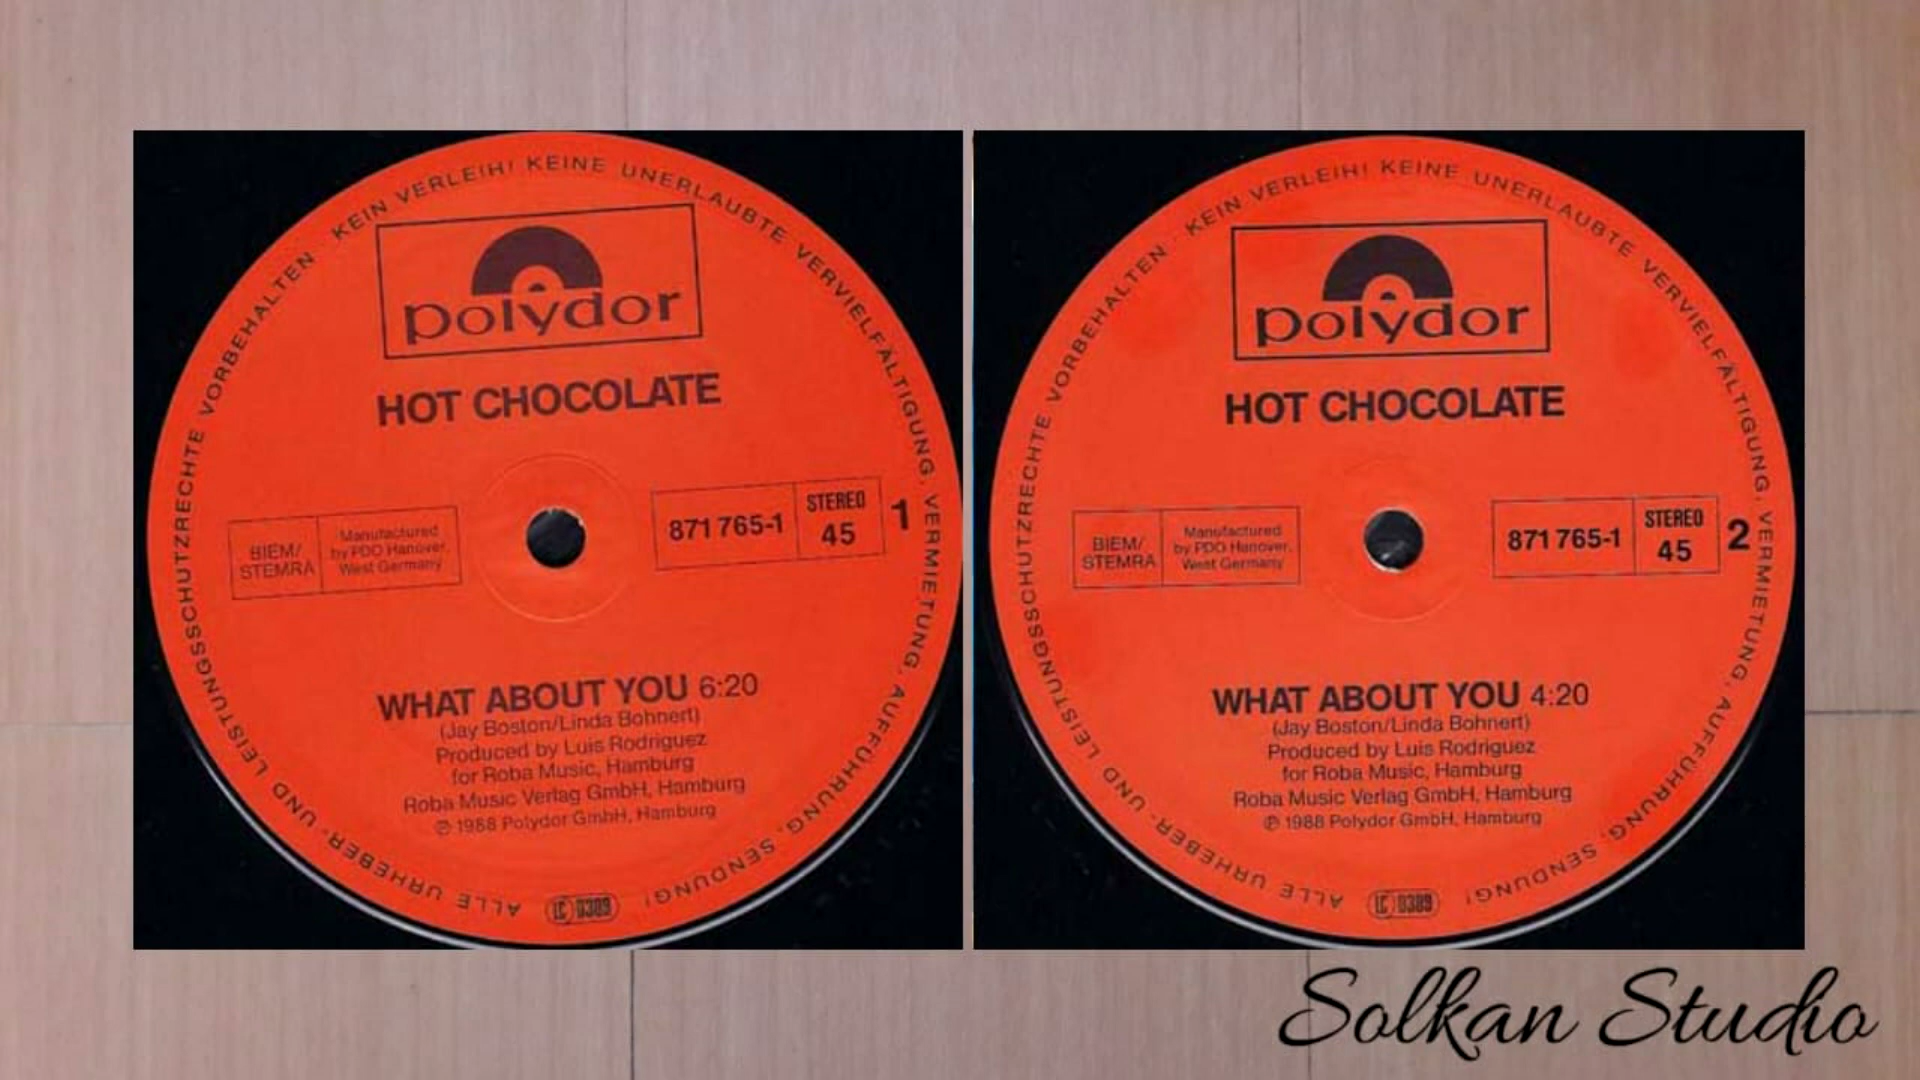 ALLE URHEBER- UND LEISTUNGSSCHUTZRECHTE VORBEHALTEN · KEIN VERLEIH! KEINE UNERLAUBTE VERVIELFÄLTIGUNG, VERMIETUNG, AUFFÜHRUNG, SENDUNG!
polydor
HOT CHOCOLATE
BIEM/
STEMRA
Manufactured
by PDO Hanover,
West Germany
871 765-1
STEREO
45
1
WHAT ABOUT YOU 6:20
(Jay Boston/Linda Bohnert)
Produced by Luis Rodriguez
for Roba Music, Hamburg
Roba Music Verlag GmbH, Hamburg
℗ 1988 Polydor GmbH, Hamburg
LC 0309
ALLE URHEBER- UND LEISTUNGSSCHUTZRECHTE VORBEHALTEN · KEIN VERLEIH! KEINE UNERLAUBTE VERVIELFÄLTIGUNG, VERMIETUNG, AUFFÜHRUNG, SENDUNG!
polydor
HOT CHOCOLATE
BIEM/
STEMRA
Manufactured
by PDO Hanover,
West Germany
871 765-1
STEREO
45
2
WHAT ABOUT YOU 4:20
(Jay Boston/Linda Bohnert)
Produced by Luis Rodriguez
for Roba Music, Hamburg
Roba Music Verlag GmbH, Hamburg
℗ 1988 Polydor GmbH, Hamburg
LC 0309
Solkan Studio